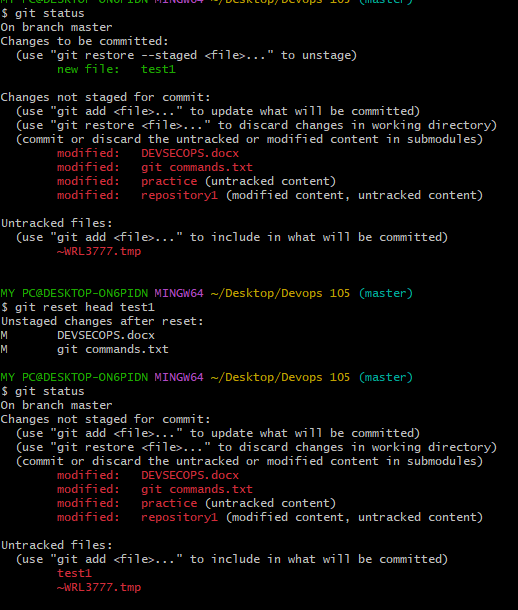 MY PC@DESKTOP-ON6PIDN MINGW64 ~/Desktop/Devops 105 (master)
$ git status
On branch master
Changes to be committed:
  (use "git restore --staged <file>..." to unstage)
        new file:   test1

Changes not staged for commit:
  (use "git add <file>..." to update what will be committed)
  (use "git restore <file>..." to discard changes in working directory)
  (commit or discard the untracked or modified content in submodules)
        modified:   DEVSECOPS.docx
        modified:   git commands.txt
        modified:   practice (untracked content)
        modified:   repository1 (modified content, untracked content)

Untracked files:
  (use "git add <file>..." to include in what will be committed)
        ~WRL3777.tmp

MY PC@DESKTOP-ON6PIDN MINGW64 ~/Desktop/Devops 105 (master)
$ git reset head test1
Unstaged changes after reset:
M       DEVSECOPS.docx
M       git commands.txt

MY PC@DESKTOP-ON6PIDN MINGW64 ~/Desktop/Devops 105 (master)
$ git status
On branch master
Changes not staged for commit:
  (use "git add <file>..." to update what will be committed)
  (use "git restore <file>..." to discard changes in working directory)
  (commit or discard the untracked or modified content in submodules)
        modified:   DEVSECOPS.docx
        modified:   git commands.txt
        modified:   practice (untracked content)
        modified:   repository1 (modified content, untracked content)

Untracked files:
  (use "git add <file>..." to include in what will be committed)
        test1
        ~WRL3777.tmp